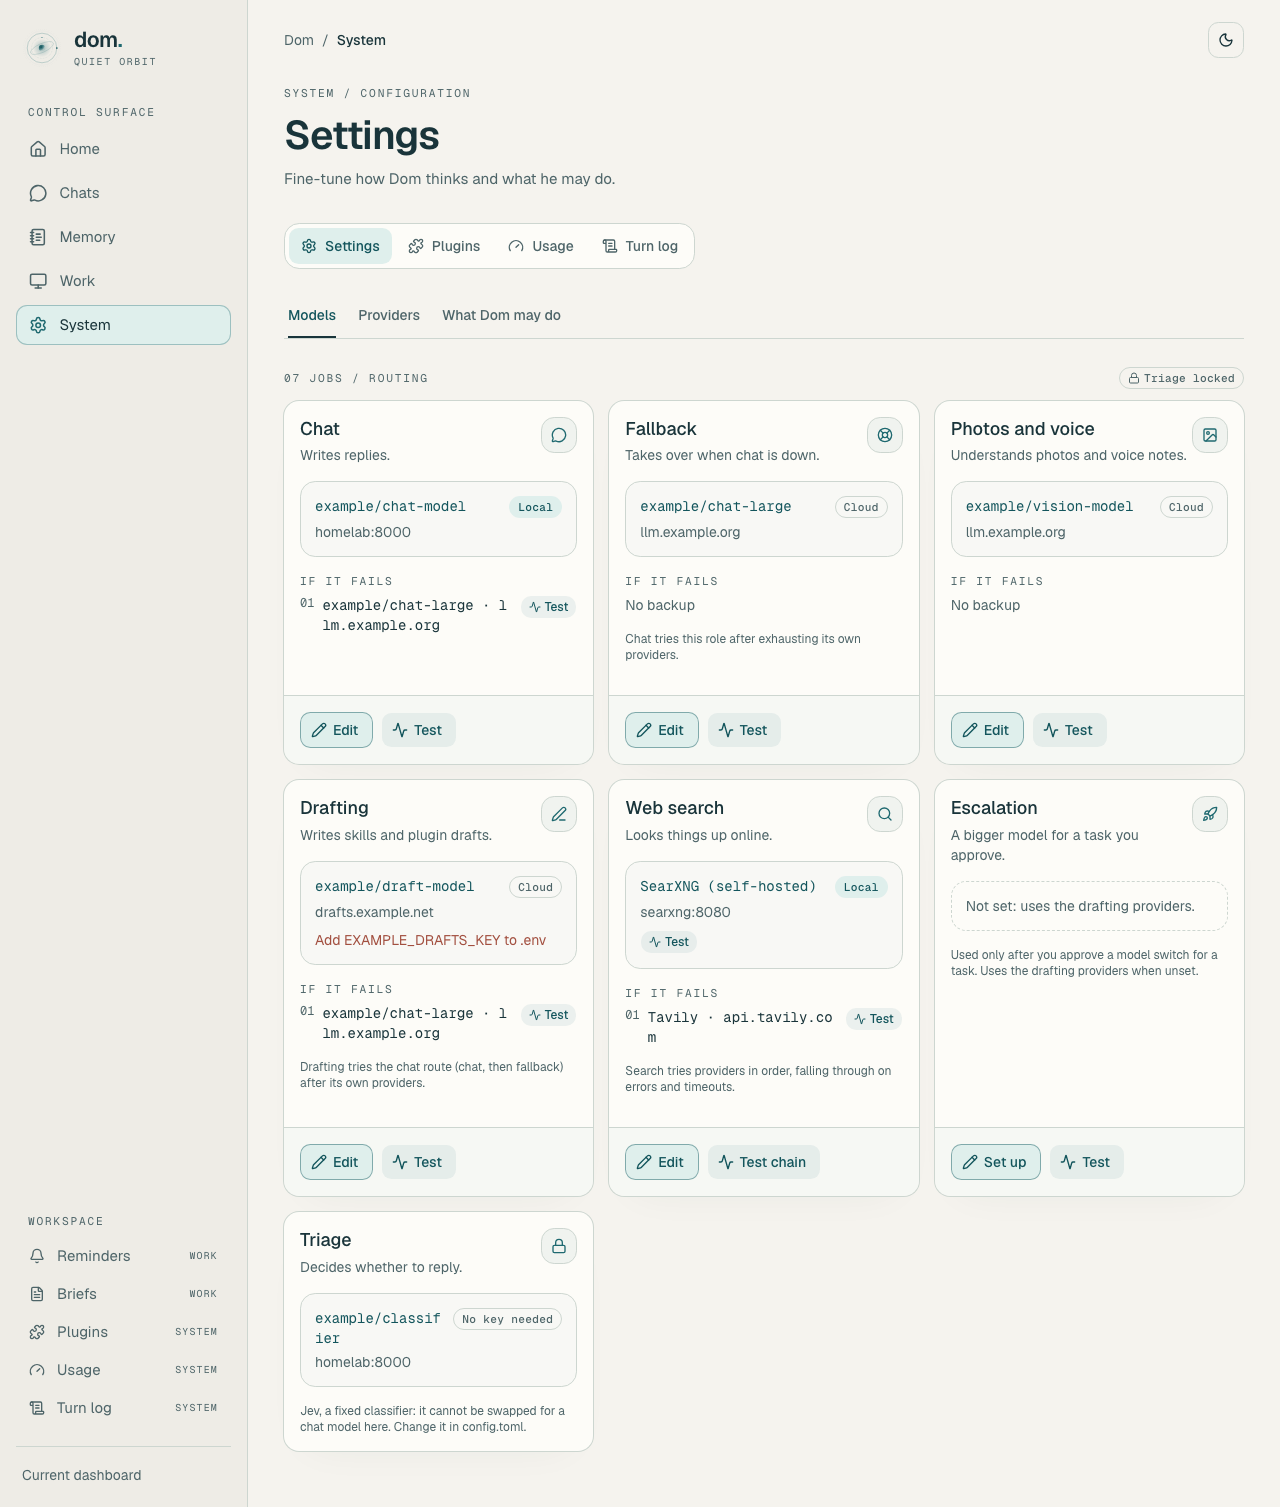 dom.
QUIET ORBIT
CONTROL SURFACE
Home
Chats
Memory
Work
System
WORKSPACE
Reminders WORK
Briefs WORK
Plugins SYSTEM
Usage SYSTEM
Turn log SYSTEM
Current dashboard
Dom / System
SYSTEM / CONFIGURATION
Settings
Fine-tune how Dom thinks and what he may do.
Settings Plugins Usage Turn log
Models Providers What Dom may do
07 JOBS / ROUTING
Triage locked
Chat
Writes replies.
example/chat-model Local
homelab:8000
IF IT FAILS
01 example/chat-large · l Test
lm.example.org
Edit Test
Fallback
Takes over when chat is down.
example/chat-large Cloud
llm.example.org
IF IT FAILS
No backup
Chat tries this role after exhausting its own
providers.
Edit Test
Photos and voice
Understands photos and voice notes.
example/vision-model Cloud
llm.example.org
IF IT FAILS
No backup
Edit Test
Drafting
Writes skills and plugin drafts.
example/draft-model Cloud
drafts.example.net
Add EXAMPLE_DRAFTS_KEY to .env
IF IT FAILS
01 example/chat-large · l Test
lm.example.org
Drafting tries the chat route (chat, then fallback)
after its own providers.
Edit Test
Web search
Looks things up online.
SearXNG (self-hosted) Local
searxng:8080
Test
IF IT FAILS
01 Tavily · api.tavily.co Test
m
Search tries providers in order, falling through on
errors and timeouts.
Edit Test chain
Escalation
A bigger model for a task you
approve.
Not set: uses the drafting providers.
Used only after you approve a model switch for a
task. Uses the drafting providers when unset.
Set up Test
Triage
Decides whether to reply.
example/classif No key needed
ier
homelab:8000
Jev, a fixed classifier: it cannot be swapped for a
chat model here. Change it in config.toml.